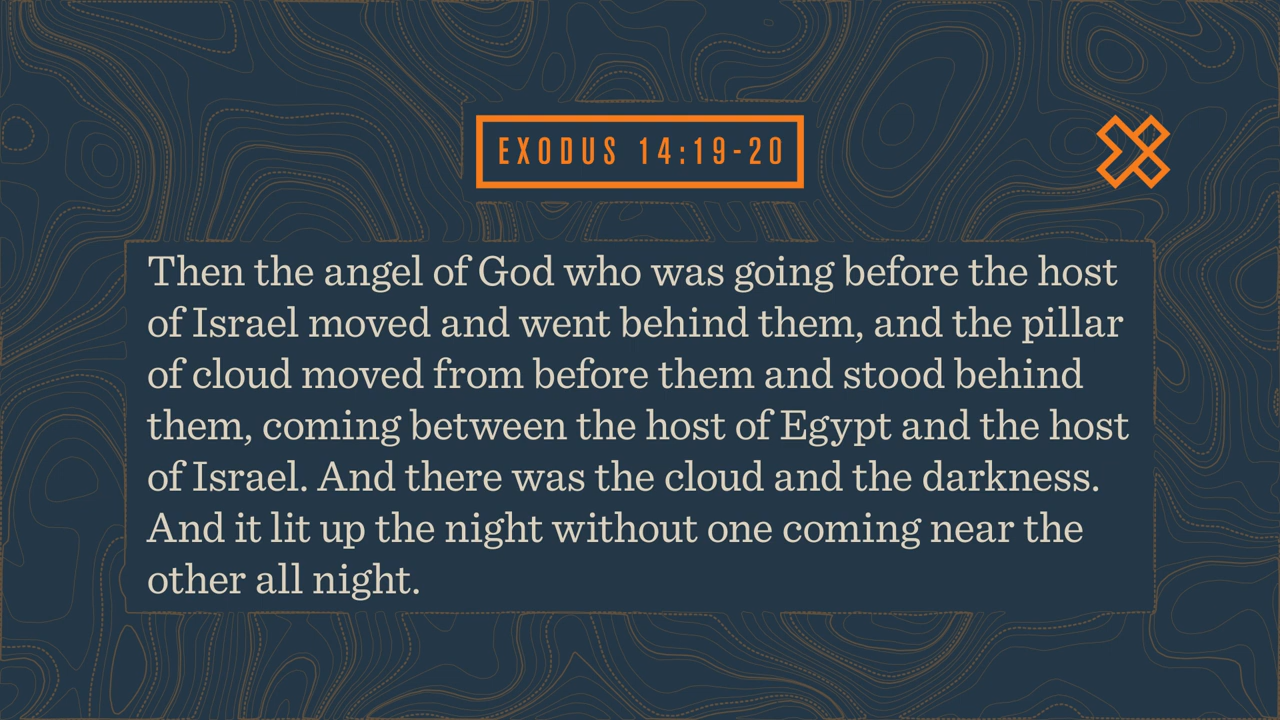 EXODUS 14:19-20
Then the angel of God who was going before the host
of Israel moved and went behind them, and the pillar
of cloud moved from before them and stood behind
them, coming between the host of Egypt and the host
of Israel. And there was the cloud and the darkness.
And it lit up the night without one coming near the
other all night.